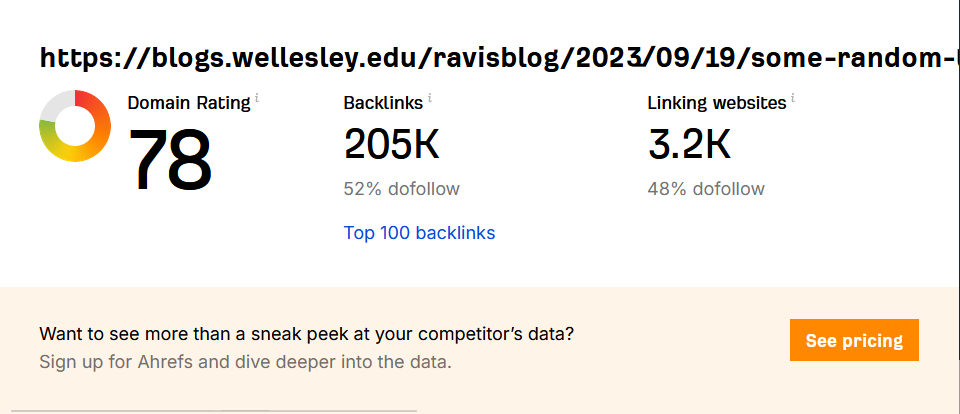 https://blogs.wellesley.edu/ravisblog/2023/09/19/some-random-
Domain Rating i
78
Backlinks i
205K
52% dofollow
Top 100 backlinks
Linking websites i
3.2K
48% dofollow
Want to see more than a sneak peek at your competitor’s data?
Sign up for Ahrefs and dive deeper into the data.
See pricing